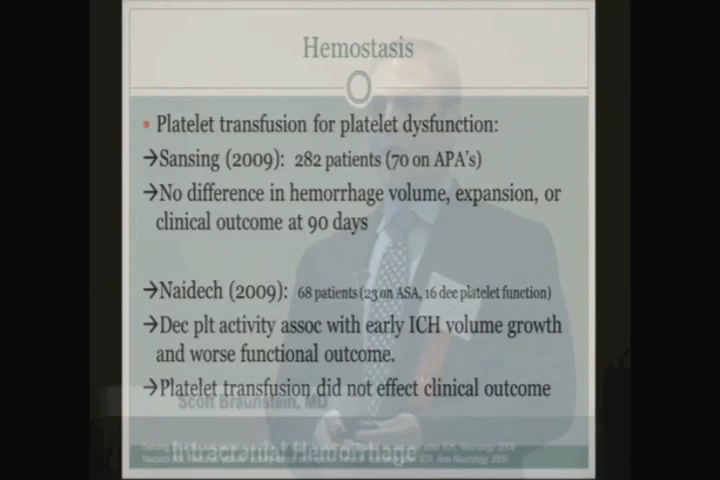 Hemostasis
• Platelet transfusion for platelet dysfunction:
→Sansing (2009): 282 patients (70 on APA's)
→No difference in hemorrhage volume, expansion, or
clinical outcome at 90 days
→Naidech (2009): 68 patients (23 on ASA, 16 dec platelet function)
→Dec plt activity assoc with early ICH volume growth
and worse functional outcome.
→Platelet transfusion did not effect clinical outcome
Scott Braunstein, MD
Intracranial Hemorrhage